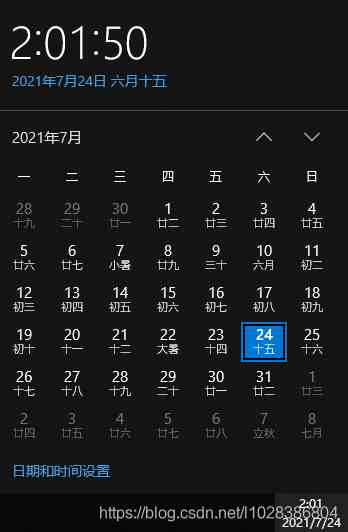 2:01:50
2021年7月24日 六月十五
2021年7月
一 二 三 四 五 六 日
28 29 30 1 2 3 4
十九 二十 廿一 廿二 廿三 廿四 廿五
5 6 7 8 9 10 11
廿六 廿七 小暑 廿九 三十 六月 初二
12 13 14 15 16 17 18
初三 初四 初五 初六 初七 初八 初九
19 20 21 22 23 24 25
初十 十一 十二 大暑 十四 十五 十六
26 27 28 29 30 31 1
十七 十八 十九 二十 廿一 廿二 廿三
2 3 4 5 6 7 8
廿四 廿五 廿六 廿七 廿八 立秋 七月
日期和时间设置
2:01
https://blog.csdn.net/l1028386804
2021/7/24